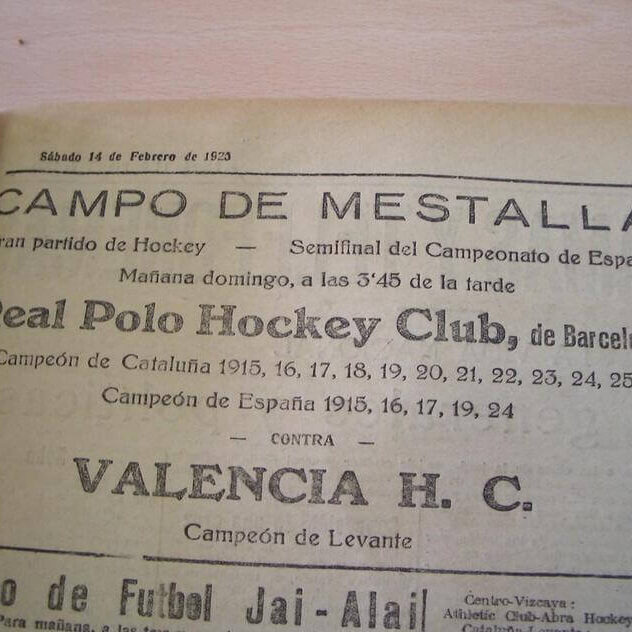 Sábado 14 de Febrero de 1925
CAMPO DE MESTALLA
ran partido de Hockey — Semifinal del Campeonato de Espa
Mañana domingo, a las 3'45 de la tarde
Real Polo Hockey Club, de Barcel
Campeón de Cataluña 1915, 16, 17, 18, 19, 20, 21, 22, 23, 24, 25
Campeón de España 1915, 16, 17, 19, 24
— CONTRA —
VALENCIA H. C.
Campeón de Levante
o de Futbol Jai-Alai
Centro-Vizcaya:
Para mañana, a las
Athletic Club-Abra Hockey